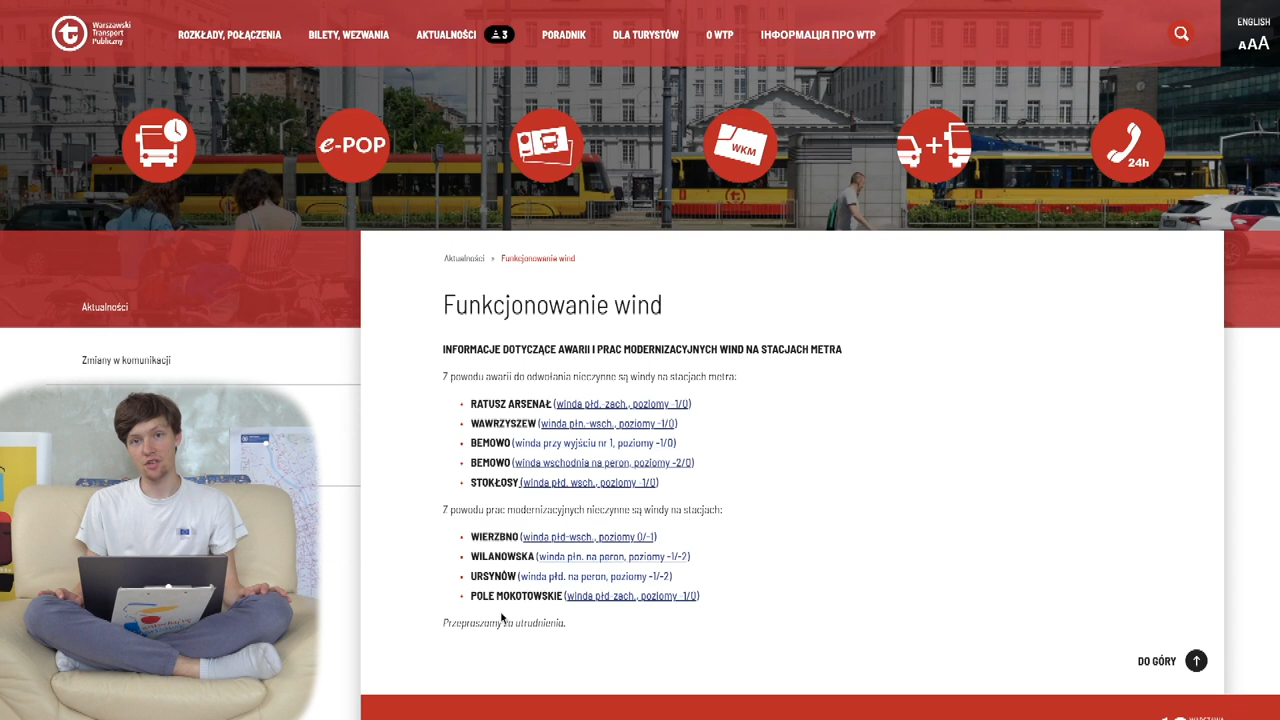 Warszawski
Transport
Publiczny
ROZKŁADY, POŁĄCZENIA
BILETY, WEZWANIA
AKTUALNOŚCI 3
PORADNIK
DLA TURYSTÓW
O WTP
ІНФОРМАЦІЯ ПРО WTP
ENGLISH
AAA
e-POP
WKM
24h
Aktualności » Funkcjonowanie wind
Aktualności
Zmiany w komunikacji
Funkcjonowanie wind
INFORMACJE DOTYCZĄCE AWARII I PRAC MODERNIZACYJNYCH WIND NA STACJACH METRA
Z powodu awarii do odwołania nieczynne są windy na stacjach metra:
RATUSZ ARSENAŁ (winda płd.-zach., poziomy -1/0)
WAWRZYSZEW (winda płn.-wsch., poziomy -1/0)
BEMOWO (winda przy wyjściu nr 1, poziomy -1/0)
BEMOWO (winda wschodnia na peron, poziomy -2/0)
STOKŁOSY (winda płd. wsch., poziomy -1/0)
Z powodu prac modernizacyjnych nieczynne są windy na stacjach:
WIERZBNO (winda płd-wsch., poziomy 0/-1)
WILANOWSKA (winda płn. na peron, poziomy -1/-2)
URSYNÓW (winda płd. na peron, poziomy -1/-2)
POLE MOKOTOWSKIE (winda płd-zach., poziomy -1/0)
Przepraszamy za utrudnienia.
DO GÓRY